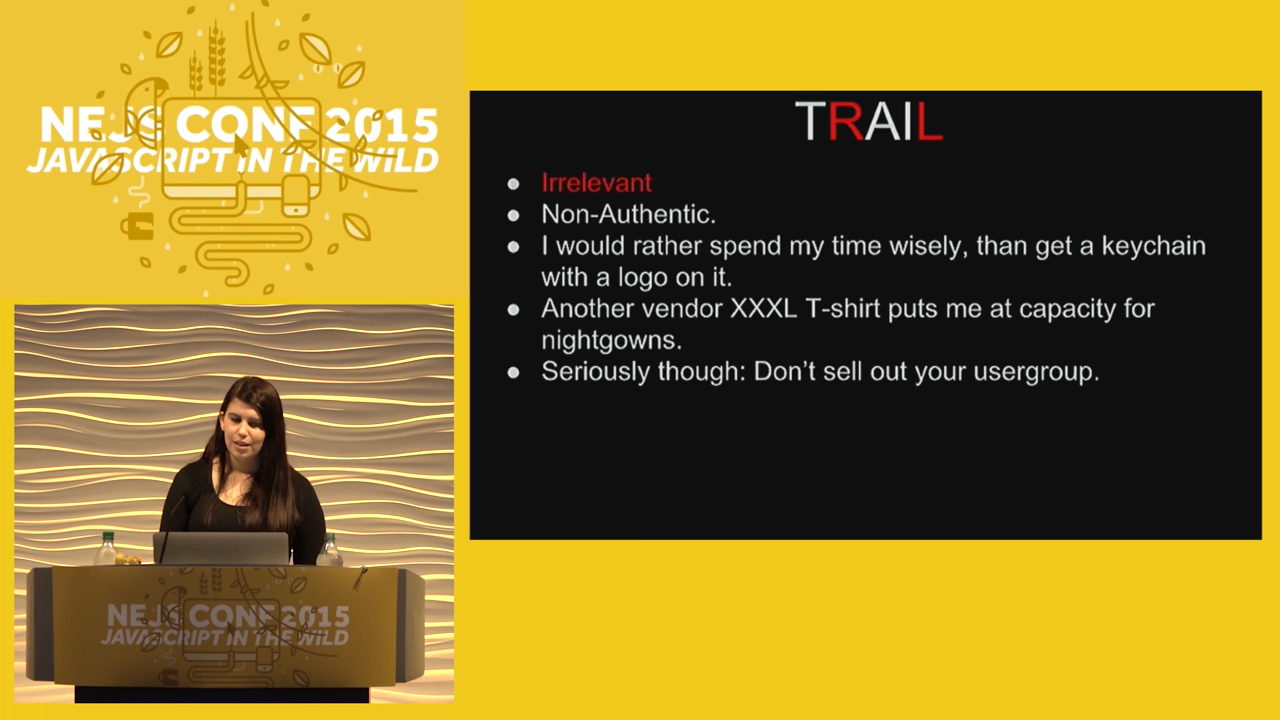 NEJS CONF 2015
JAVASCRIPT IN THE WILD
TRAIL
Irrelevant
Non-Authentic.
I would rather spend my time wisely, than get a keychain
with a logo on it.
Another vendor XXXL T-shirt puts me at capacity for
nightgowns.
Seriously though: Don’t sell out your usergroup.
NEJS CONF 2015
JAVASCRIPT IN THE WILD